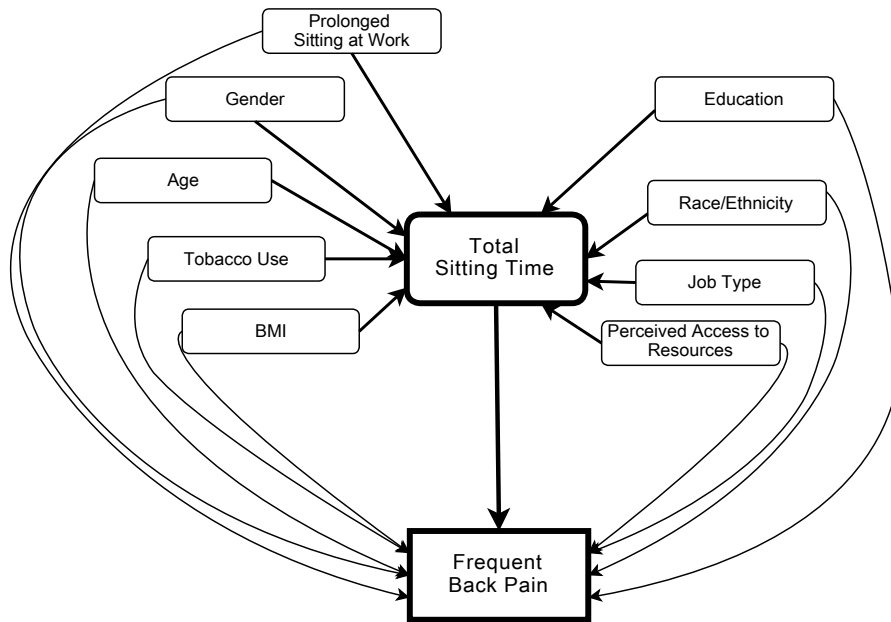 Prolonged
Sitting at Work
Gender
Education
Age
Race/Ethnicity
Total
Sitting Time
Tobacco Use
Job Type
BMI
Perceived Access to
Resources
Frequent
Back Pain